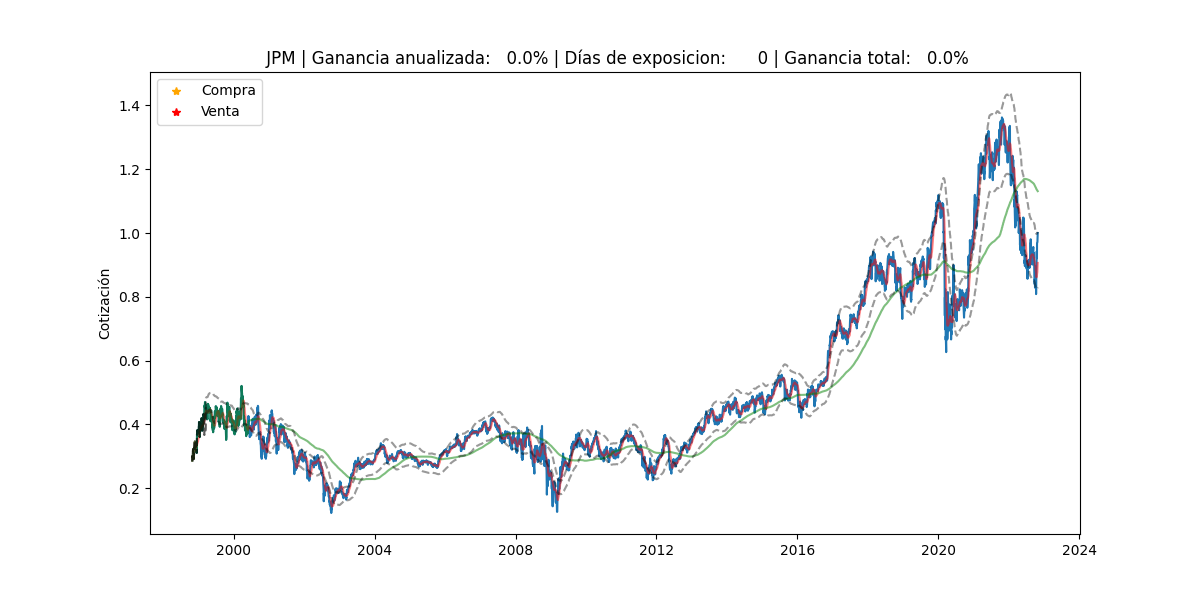 JPM | Ganancia anualizada: 0.0% | Días de exposicion: 0 | Ganancia total: 0.0%
Compra
Venta
Cotización
1.4
1.2
1.0
0.8
0.6
0.4
0.2
2000 2004 2008 2012 2016 2020 2024